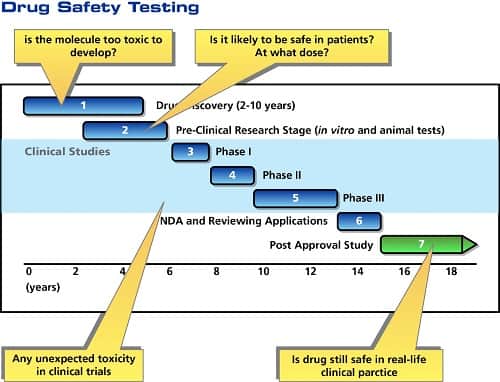 Drug Safety Testing
is the molecule too toxic to
develop?
Is it likely to be safe in patients?
At what dose?
1
Drug Discovery (2-10 years)
2
Pre-Clinical Research Stage (in vitro and animal tests)
Clinical Studies
3
Phase I
4
Phase II
5
Phase III
NDA and Reviewing Applications
6
Post Approval Study
7
0 2 4 6 8 10 12 14 16 18
(years)
Any unexpected toxicity
in clinical trials
Is drug still safe in real-life
clinical parctice